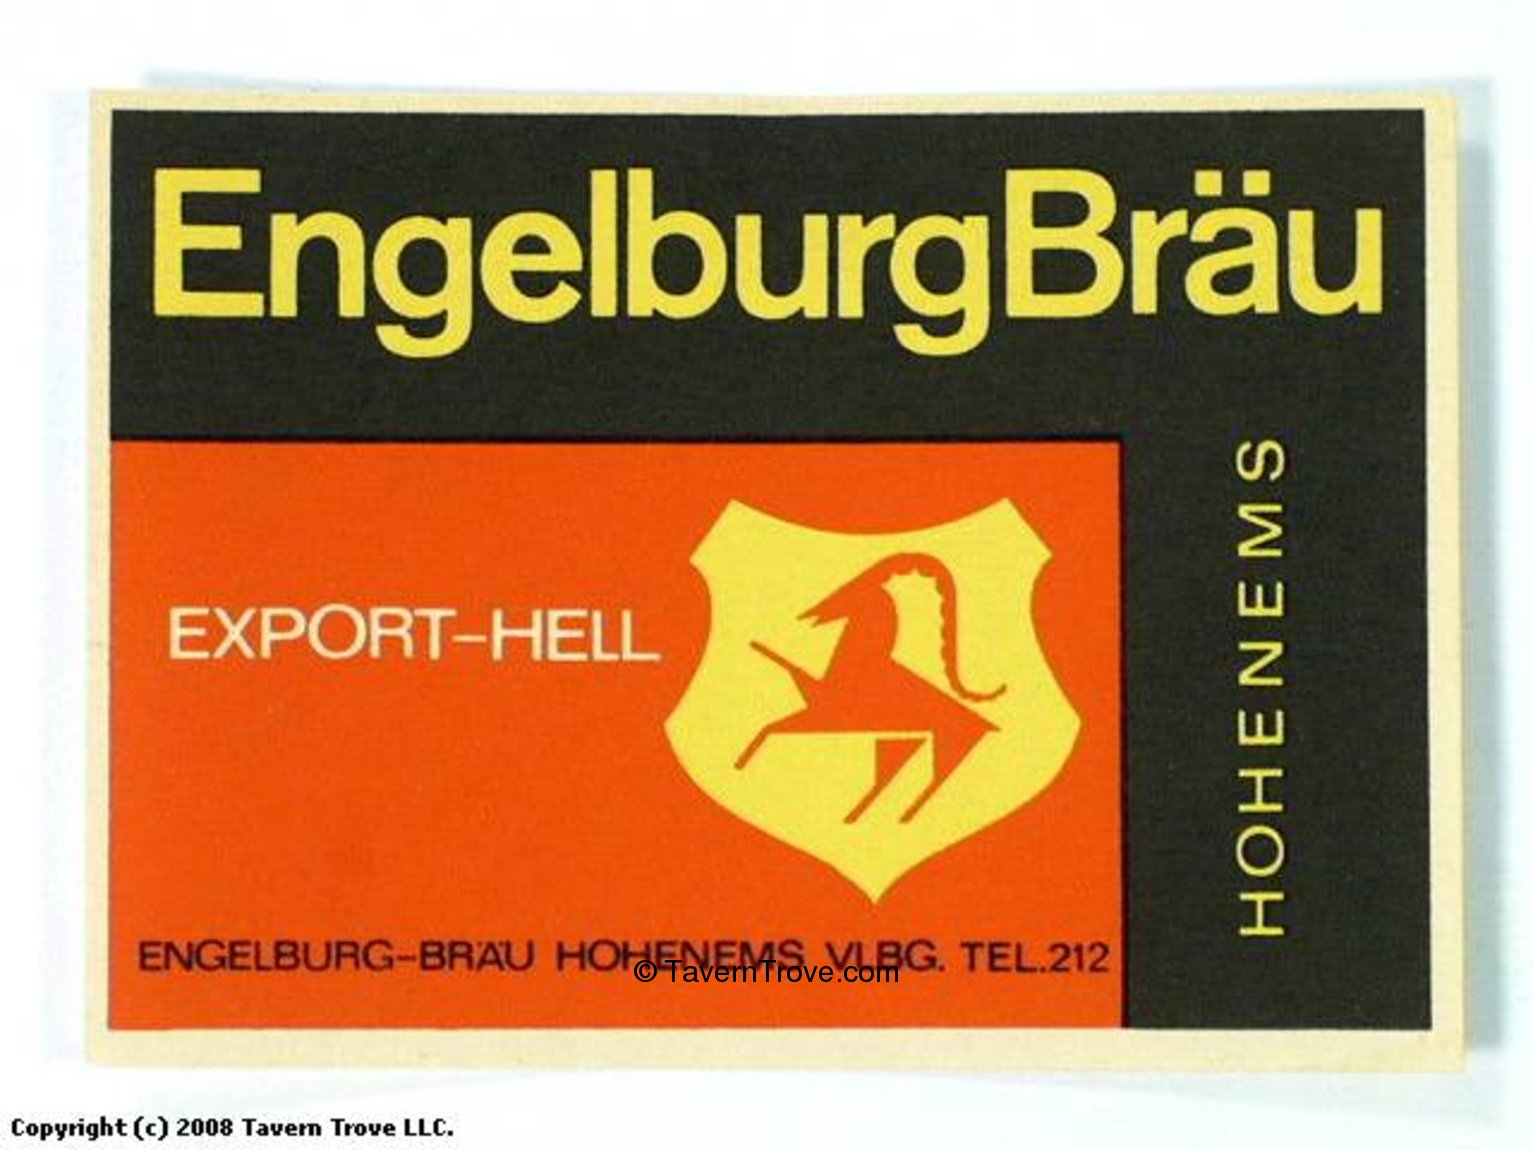 EngelburgBräu
EXPORT-HELL
HOHENEMS
ENGELBURG-BRÄU HOHENEMS VLBG. TEL.212
© TavernTrove.com
Copyright (c) 2008 Tavern Trove LLC.